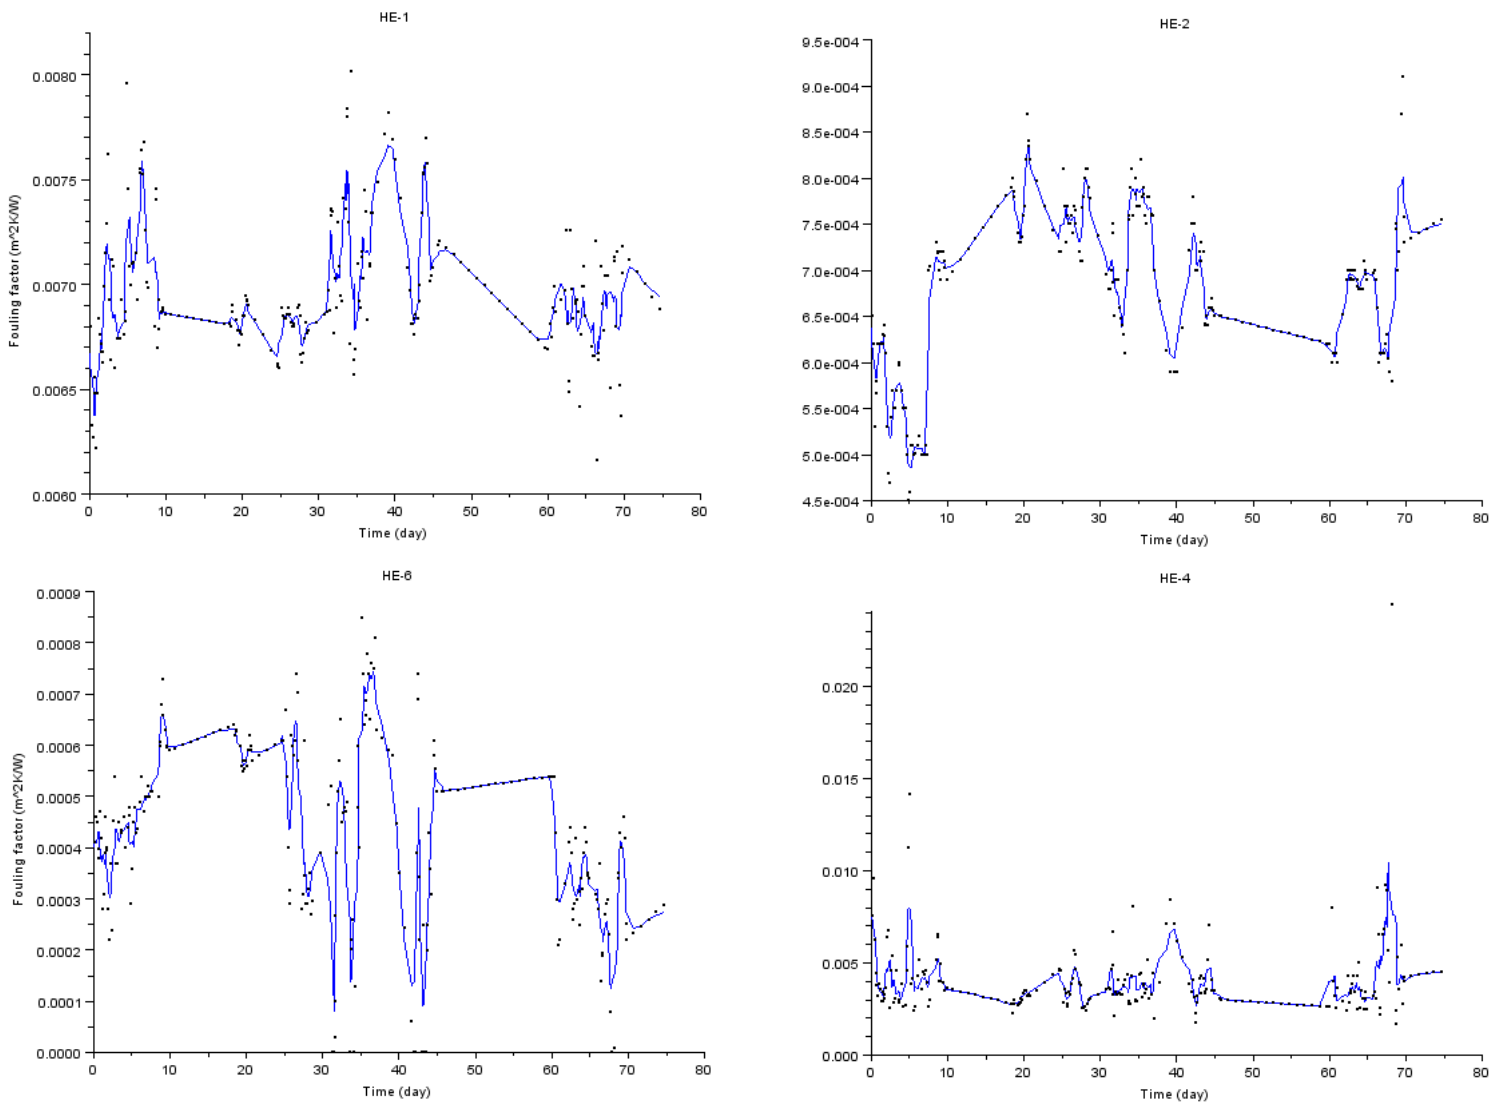 HE-1
0.0080
0.0075
0.0070
0.0065
0.0060
Fouling factor (m^2K/W)
0 10 20 30 40 50 60 70 80
Time (day)
HE-2
9.5e-004
9.0e-004
8.5e-004
8.0e-004
7.5e-004
7.0e-004
6.5e-004
6.0e-004
5.5e-004
5.0e-004
4.5e-004
0 10 20 30 40 50 60 70 80
Time (day)
HE-6
0.0009
0.0008
0.0007
0.0006
0.0005
0.0004
0.0003
0.0002
0.0001
0.0000
Fouling factor (m^2K/W)
0 10 20 30 40 50 60 70 80
Time (day)
HE-4
0.020
0.015
0.010
0.005
0.000
0 10 20 30 40 50 60 70 80
Time (day)